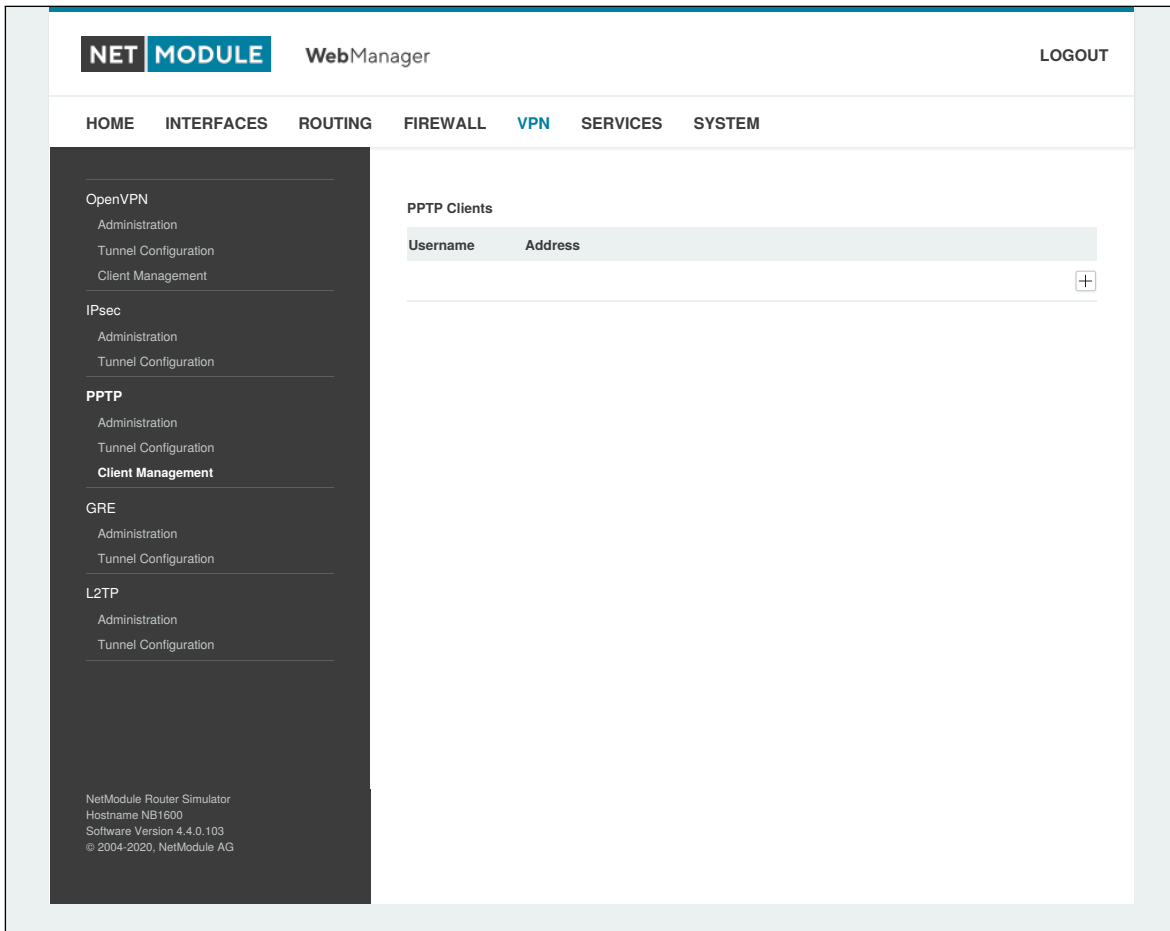 NET MODULE WebManager LOGOUT
HOME INTERFACES ROUTING FIREWALL VPN SERVICES SYSTEM
OpenVPN
Administration
Tunnel Configuration
Client Management
IPsec
Administration
Tunnel Configuration
PPTP
Administration
Tunnel Configuration
Client Management
GRE
Administration
Tunnel Configuration
L2TP
Administration
Tunnel Configuration
NetModule Router Simulator
Hostname NB1600
Software Version 4.4.0.103
© 2004-2020, NetModule AG
PPTP Clients
Username Address